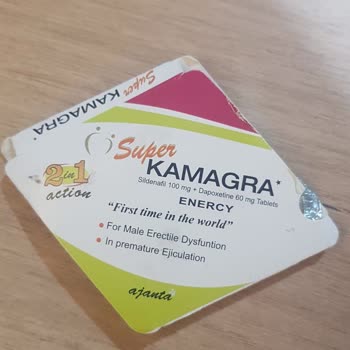 Super KAMAGRA
2 in 1
action
Super
KAMAGRA*
Sildenafil 100 mg + Dapoxetine 60 mg Tablets
ENERGY
“First time in the world”
• For Male Erectile Dysfuntion
• In premature Ejiculation
ajanta